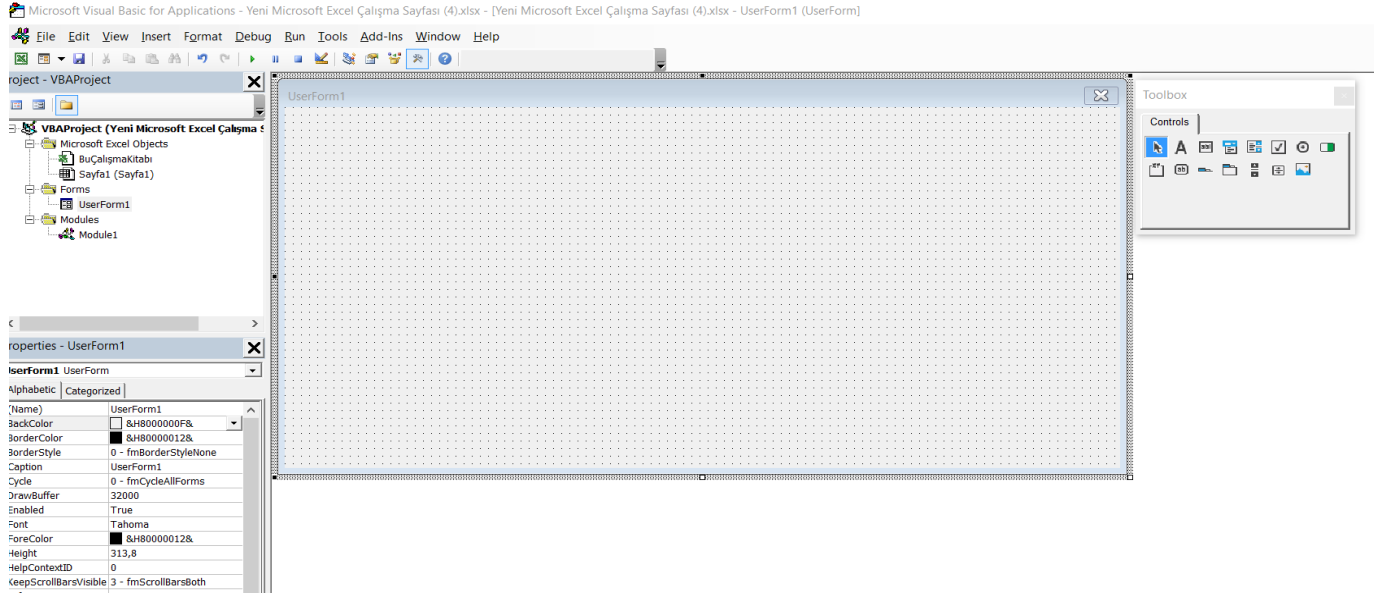 Microsoft Visual Basic for Applications - Yeni Microsoft Excel Çalışma Sayfası (4).xlsx - [Yeni Microsoft Excel Çalışma Sayfası (4).xlsx - UserForm1 (UserForm]
File Edit View Insert Format Debug Run Tools Add-Ins Window Help
roject - VBAProject
VBAProject (Yeni Microsoft Excel Çalışma S
Microsoft Excel Objects
BuÇalışmaKitabı
Sayfa1 (Sayfa1)
Forms
UserForm1
Modules
Module1
roperties - UserForm1
UserForm1 UserForm
Alphabetic Categorized
(Name) UserForm1
BackColor &H8000000F&
BorderColor &H80000012&
BorderStyle 0 - fmBorderStyleNone
Caption UserForm1
Cycle 0 - fmCycleAllForms
DrawBuffer 32000
Enabled True
Font Tahoma
ForeColor &H80000012&
Height 313,8
HelpContextID 0
KeepScrollBarsVisible 3 - fmScrollBarsBoth
UserForm1
Toolbox
Controls
A